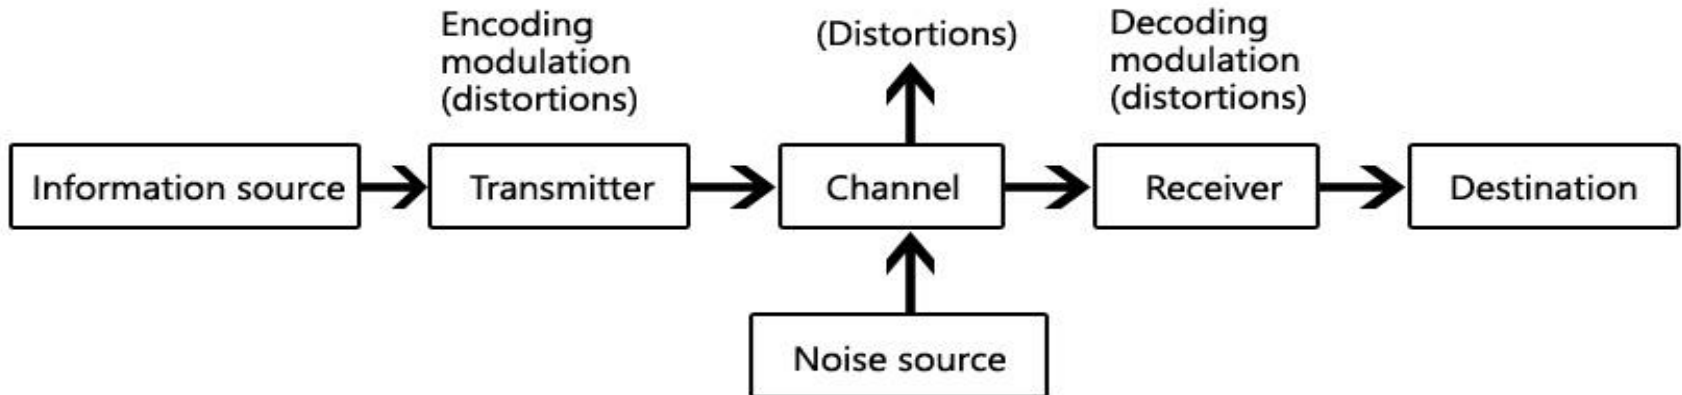 Encoding
modulation
(distortions)
(Distortions)
Decoding
modulation
(distortions)
Information source
Transmitter
Channel
Receiver
Destination
Noise source